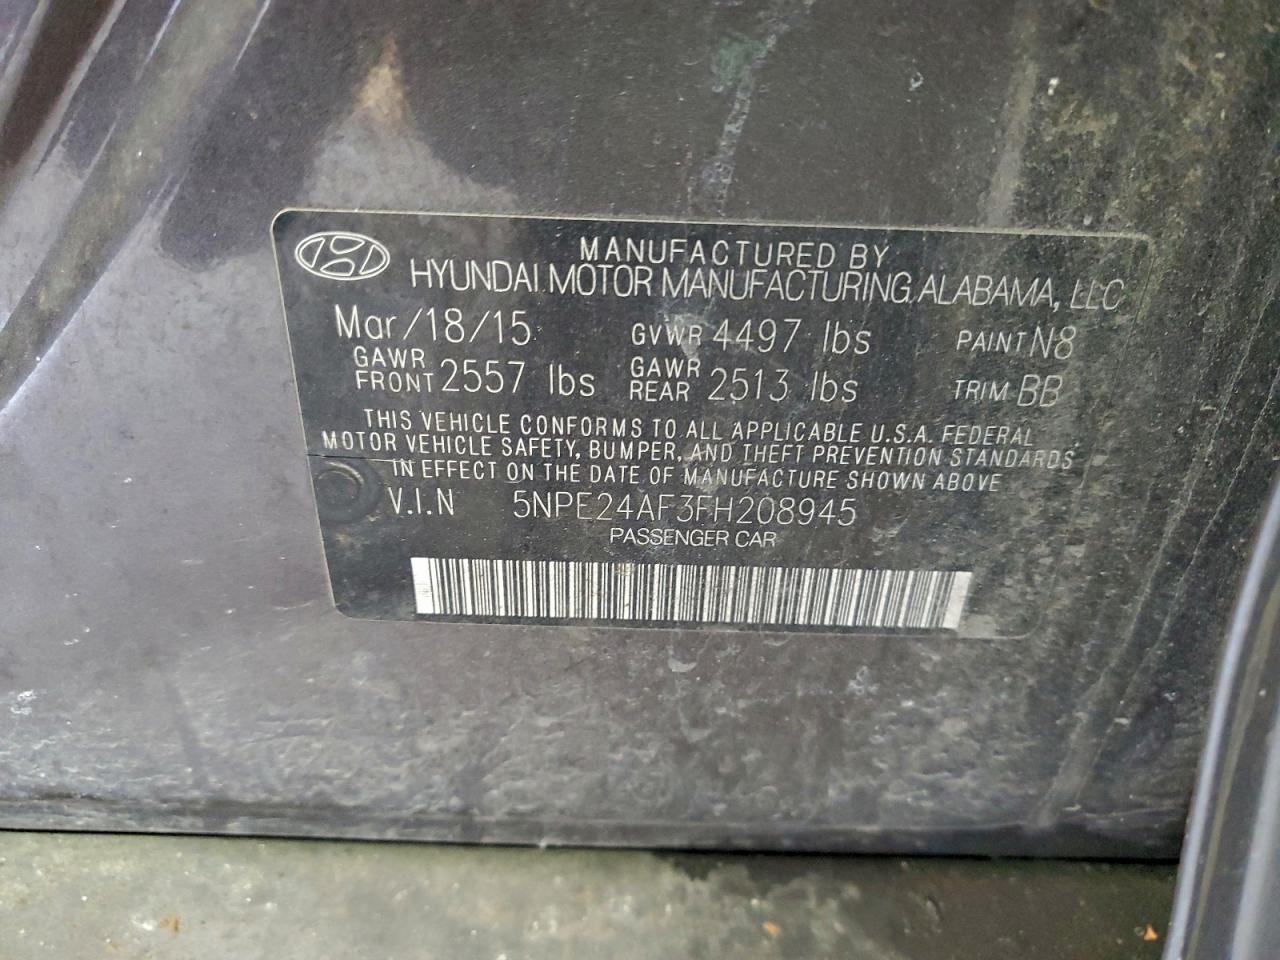 MANUFACTURED BY
HYUNDAI MOTOR MANUFACTURING ALABAMA, LLC
Mar/18/15 GVWR 4497 lbs PAINT N8
GAWR FRONT 2557 lbs GAWR REAR 2513 lbs TRIM BB
THIS VEHICLE CONFORMS TO ALL APPLICABLE U.S.A. FEDERAL
MOTOR VEHICLE SAFETY, BUMPER, AND THEFT PREVENTION STANDARDS
IN EFFECT ON THE DATE OF MANUFACTURE SHOWN ABOVE
V.I.N 5NPE24AF3FH208945
PASSENGER CAR